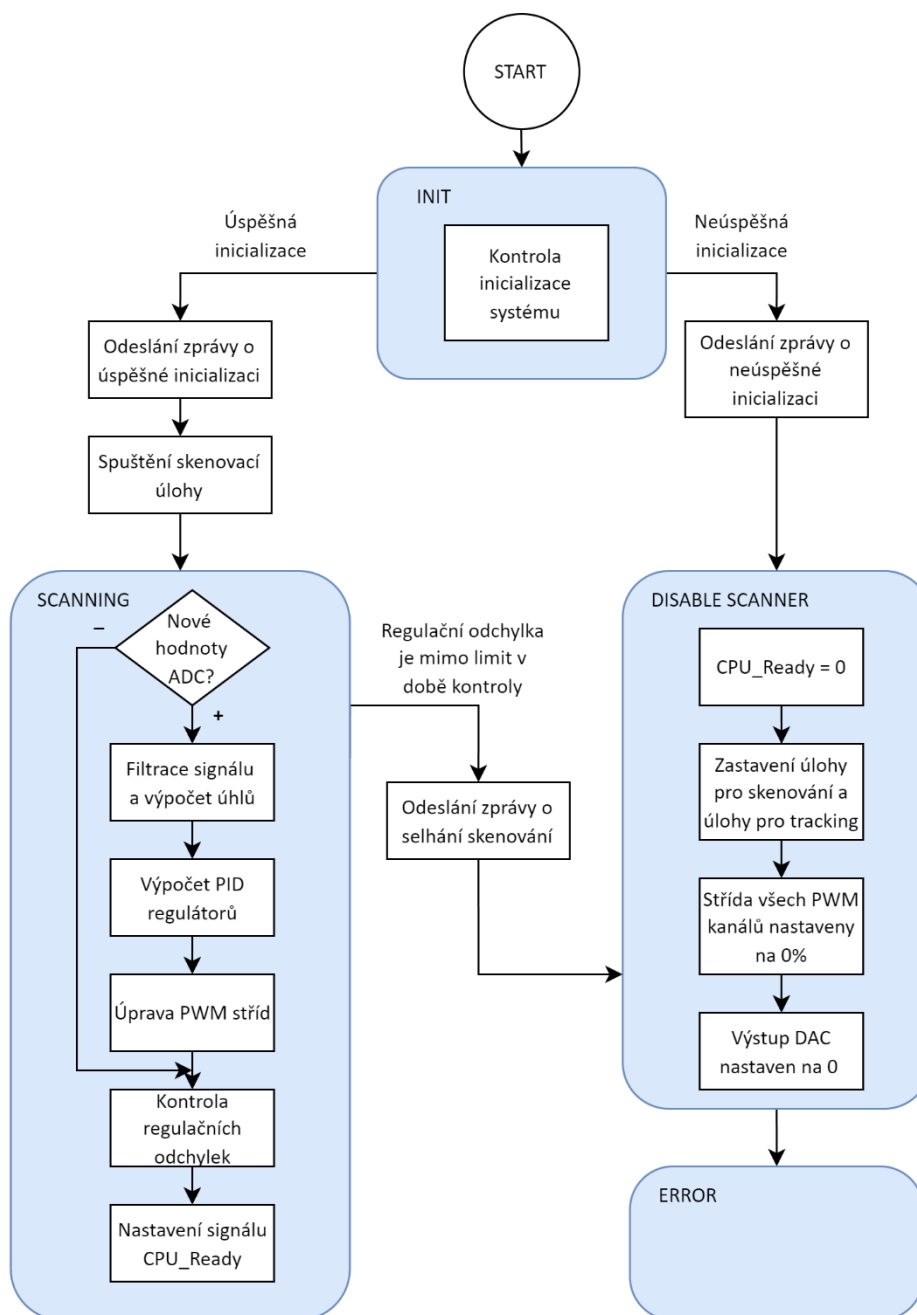 START
INIT
Kontrola
inicializace
systému
Úspěšná
inicializace
Neúspěšná
inicializace
Odeslání zprávy o
úspěšné inicializaci
Odeslání zprávy o
neúspěšné
inicializaci
Spuštění skenovací
úlohy
SCANNING
–
Nové
hodnoty
ADC?
+
Filtrace signálu
a výpočet úhlů
Výpočet PID
regulátorů
Úprava PWM stříd
Kontrola
regulačních
odchylek
Nastavení signálu
CPU_Ready
Regulační odchylka
je mimo limit v
době kontroly
Odeslání zprávy o
selhání skenování
DISABLE SCANNER
CPU_Ready = 0
Zastavení úlohy
pro skenování a
úlohy pro tracking
Střída všech PWM
kanálů nastaveny
na 0%
Výstup DAC
nastaven na 0
ERROR